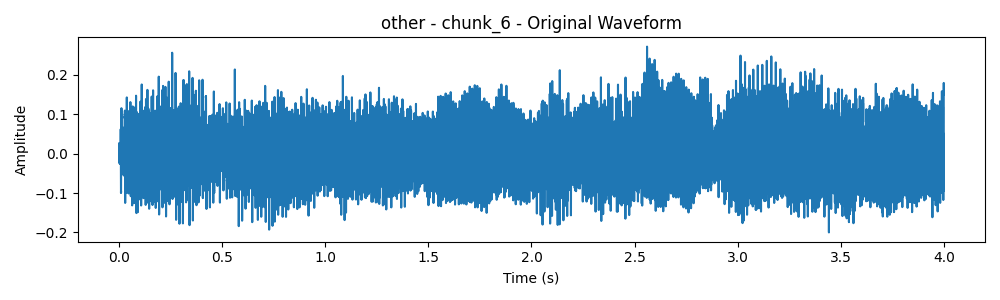 other - chunk_6 - Original Waveform
Amplitude
0.2
0.1
0.0
−0.1
−0.2
0.0 0.5 1.0 1.5 2.0 2.5 3.0 3.5 4.0
Time (s)